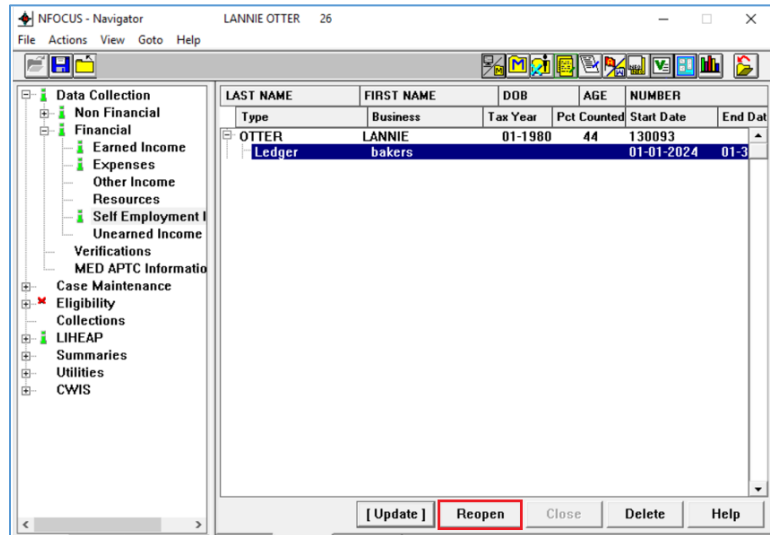 NFOCUS - Navigator LANNIE OTTER 26
File Actions View Goto Help
Data Collection
Non Financial
Financial
Earned Income
Expenses
Other Income
Resources
Self Employment I
Unearned Income
Verifications
MED APTC Informatio
Case Maintenance
Eligibility
Collections
LIHEAP
Summaries
Utilities
CWIS
LAST NAME FIRST NAME DOB AGE NUMBER
Type Business Tax Year Pct Counted Start Date End Dat
OTTER LANNIE 01-1980 44 130093
Ledger bakers 01-01-2024 01-3
[ Update ] Reopen Close Delete Help